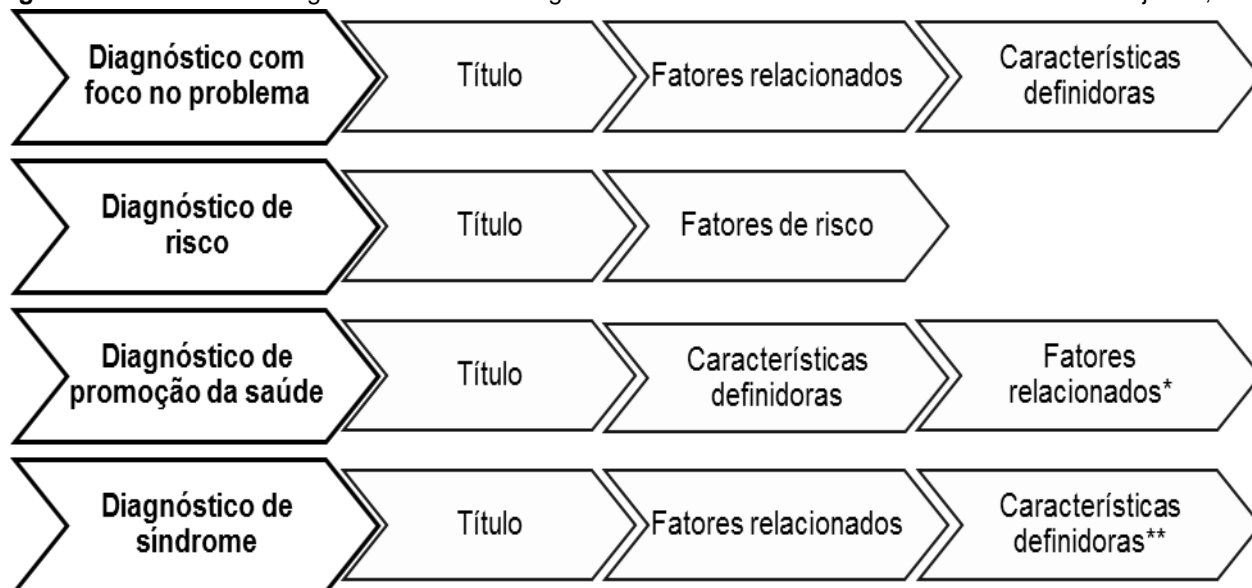 Diagnóstico com
foco no problema
Título
Fatores relacionados
Características
definidoras
Diagnóstico de
risco
Título
Fatores de risco
Diagnóstico de
promoção da saúde
Título
Características
definidoras
Fatores
relacionados*
Diagnóstico de
síndrome
Título
Fatores relacionados
Características
definidoras**